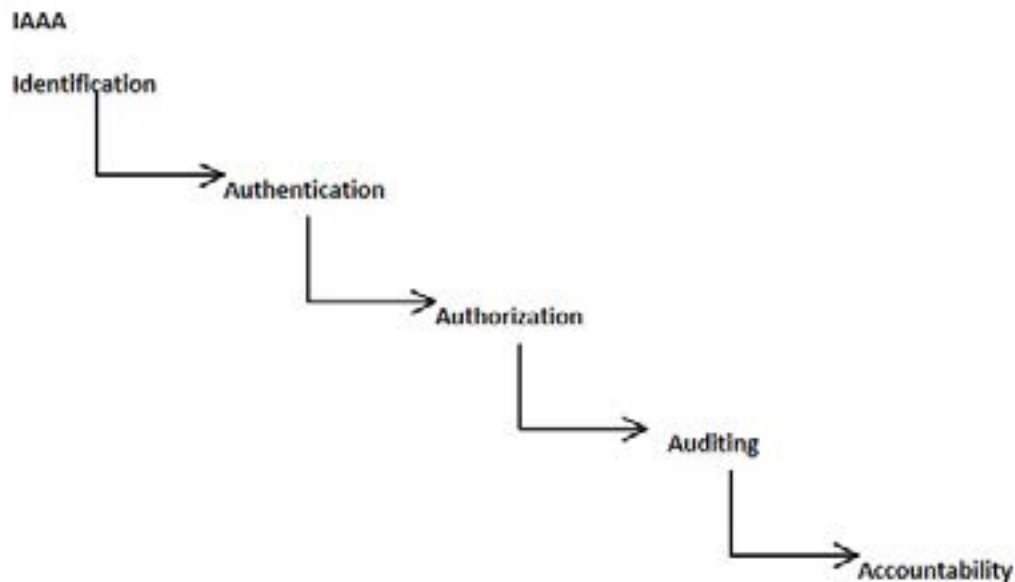 IAAA
Identification
Authentication
Authorization
Auditing
Accountability